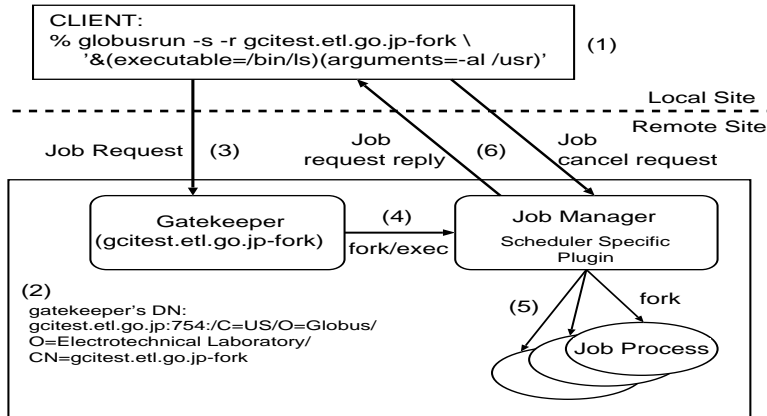 CLIENT:
% globusrun -s -r gcitest.etl.go.jp-fork \
'&(executable=/bin/ls)(arguments=-al /usr)’
(1)
Local Site
Remote Site
Job Request
(3)
Job
request reply
(6)
Job
cancel request
Gatekeeper
(gcitest.etl.go.jp-fork)
(4)
fork/exec
Job Manager
Scheduler Specific
Plugin
(2)
gatekeeper's DN:
gcitest.etl.go.jp:754:/C=US/O=Globus/
O=Electrotechnical Laboratory/
CN=gcitest.etl.go.jp-fork
(5)
fork
Job Process